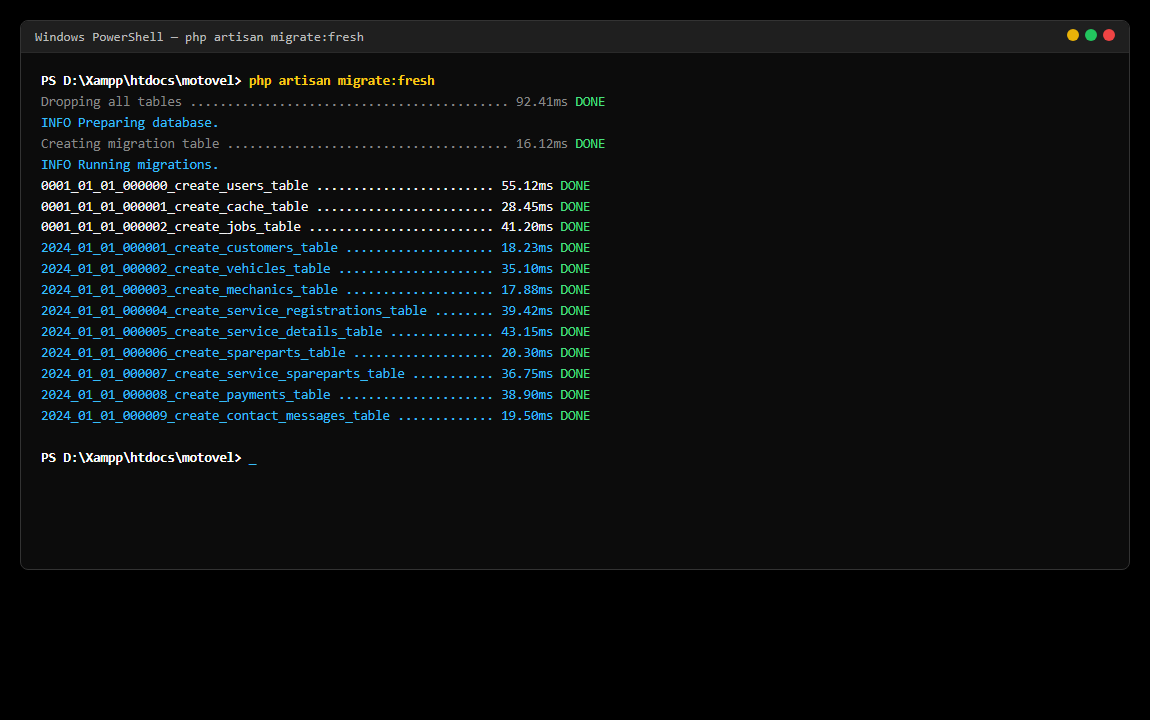 Windows PowerShell — php artisan migrate:fresh
PS D:\Xampp\htdocs\motovel> php artisan migrate:fresh
Dropping all tables ........................................... 92.41ms DONE
INFO Preparing database.
Creating migration table ...................................... 16.12ms DONE
INFO Running migrations.
0001_01_01_000000_create_users_table ........................ 55.12ms DONE
0001_01_01_000001_create_cache_table ........................ 28.45ms DONE
0001_01_01_000002_create_jobs_table ......................... 41.20ms DONE
2024_01_01_000001_create_customers_table .................... 18.23ms DONE
2024_01_01_000002_create_vehicles_table ..................... 35.10ms DONE
2024_01_01_000003_create_mechanics_table .................... 17.88ms DONE
2024_01_01_000004_create_service_registrations_table ........ 39.42ms DONE
2024_01_01_000005_create_service_details_table .............. 43.15ms DONE
2024_01_01_000006_create_spareparts_table ................... 20.30ms DONE
2024_01_01_000007_create_service_spareparts_table ........... 36.75ms DONE
2024_01_01_000008_create_payments_table ..................... 38.90ms DONE
2024_01_01_000009_create_contact_messages_table ............. 19.50ms DONE
PS D:\Xampp\htdocs\motovel> _